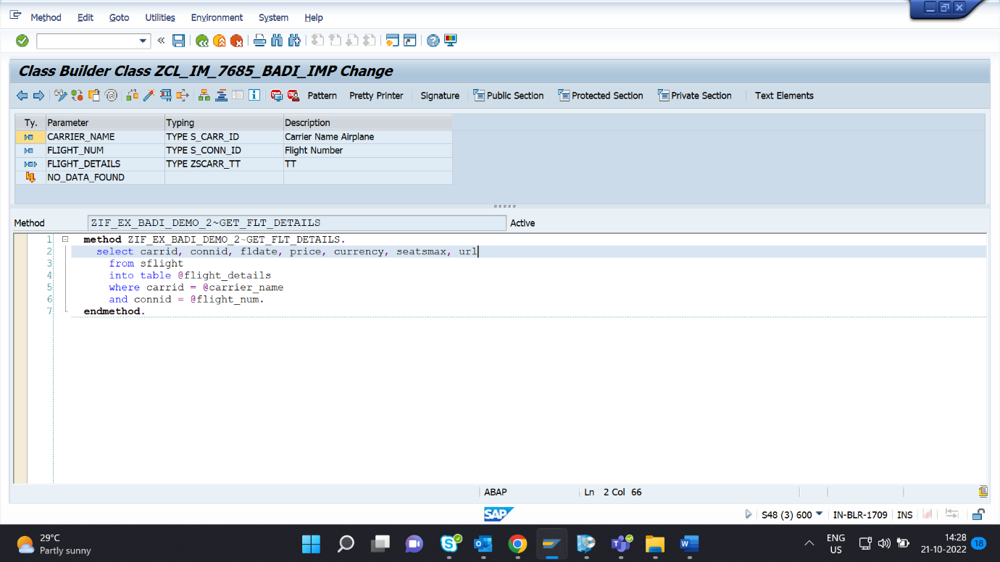 Method Edit Goto Utilities Environment System Help
Class Builder Class ZCL_IM_7685_BADI_IMP Change
Pattern Pretty Printer Signature Public Section Protected Section Private Section Text Elements
Ty. Parameter Typing Description
CARRIER_NAME TYPE S_CARR_ID Carrier Name Airplane
FLIGHT_NUM TYPE S_CONN_ID Flight Number
FLIGHT_DETAILS TYPE ZSCARR_TT TT
NO_DATA_FOUND
Method ZIF_EX_BADI_DEMO_2~GET_FLT_DETAILS Active
1 method ZIF_EX_BADI_DEMO_2~GET_FLT_DETAILS.
2 select carrid, connid, fldate, price, currency, seatsmax, url
3 from sflight
4 into table @flight_details
5 where carrid = @carrier_name
6 and connid = @flight_num.
7 endmethod.
ABAP Ln 2 Col 66
SAP S48 (3) 600 IN-BLR-1709 INS
29°C
Partly sunny
ENG
US
14:28
21-10-2022
18